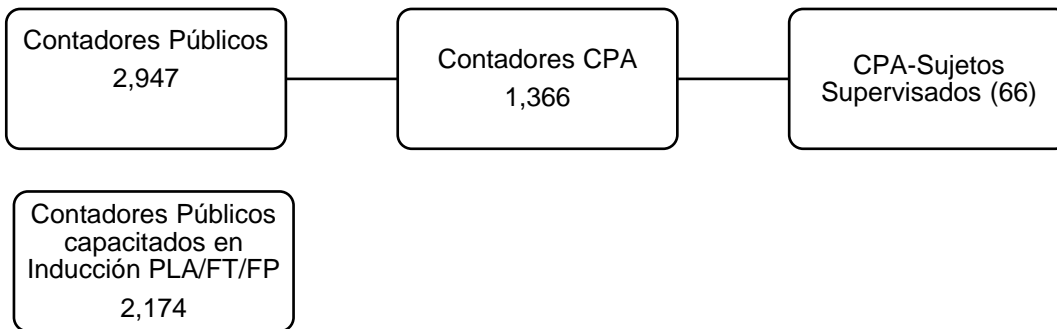 Contadores Públicos
2,947
Contadores CPA
1,366
CPA-Sujetos
Supervisados (66)
Contadores Públicos
capacitados en
Inducción PLA/FT/FP
2,174